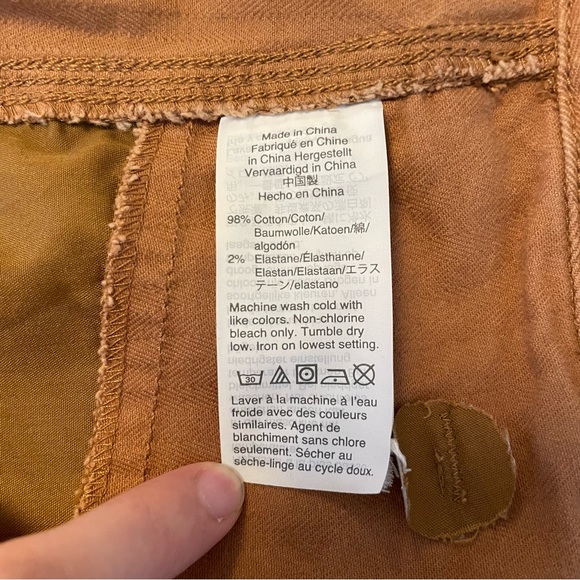 Made in China
Fabriqué en Chine
in China Hergestellt
Vervaardigd in China
中国製
Hecho en China
98% Cotton/Coton/
Baumwolle/Katoen/綿/
algodón
2% Elastane/Élasthanne/
Elastan/Elastaan/エラス
テーン/elastano
Machine wash cold with
like colors. Non-chlorine
bleach only. Tumble dry
low. Iron on lowest setting.
30
Laver à la machine à l'eau
froide avec des couleurs
similaires. Agent de
blanchiment sans chlore
seulement. Sécher au
sèche-linge au cycle doux.